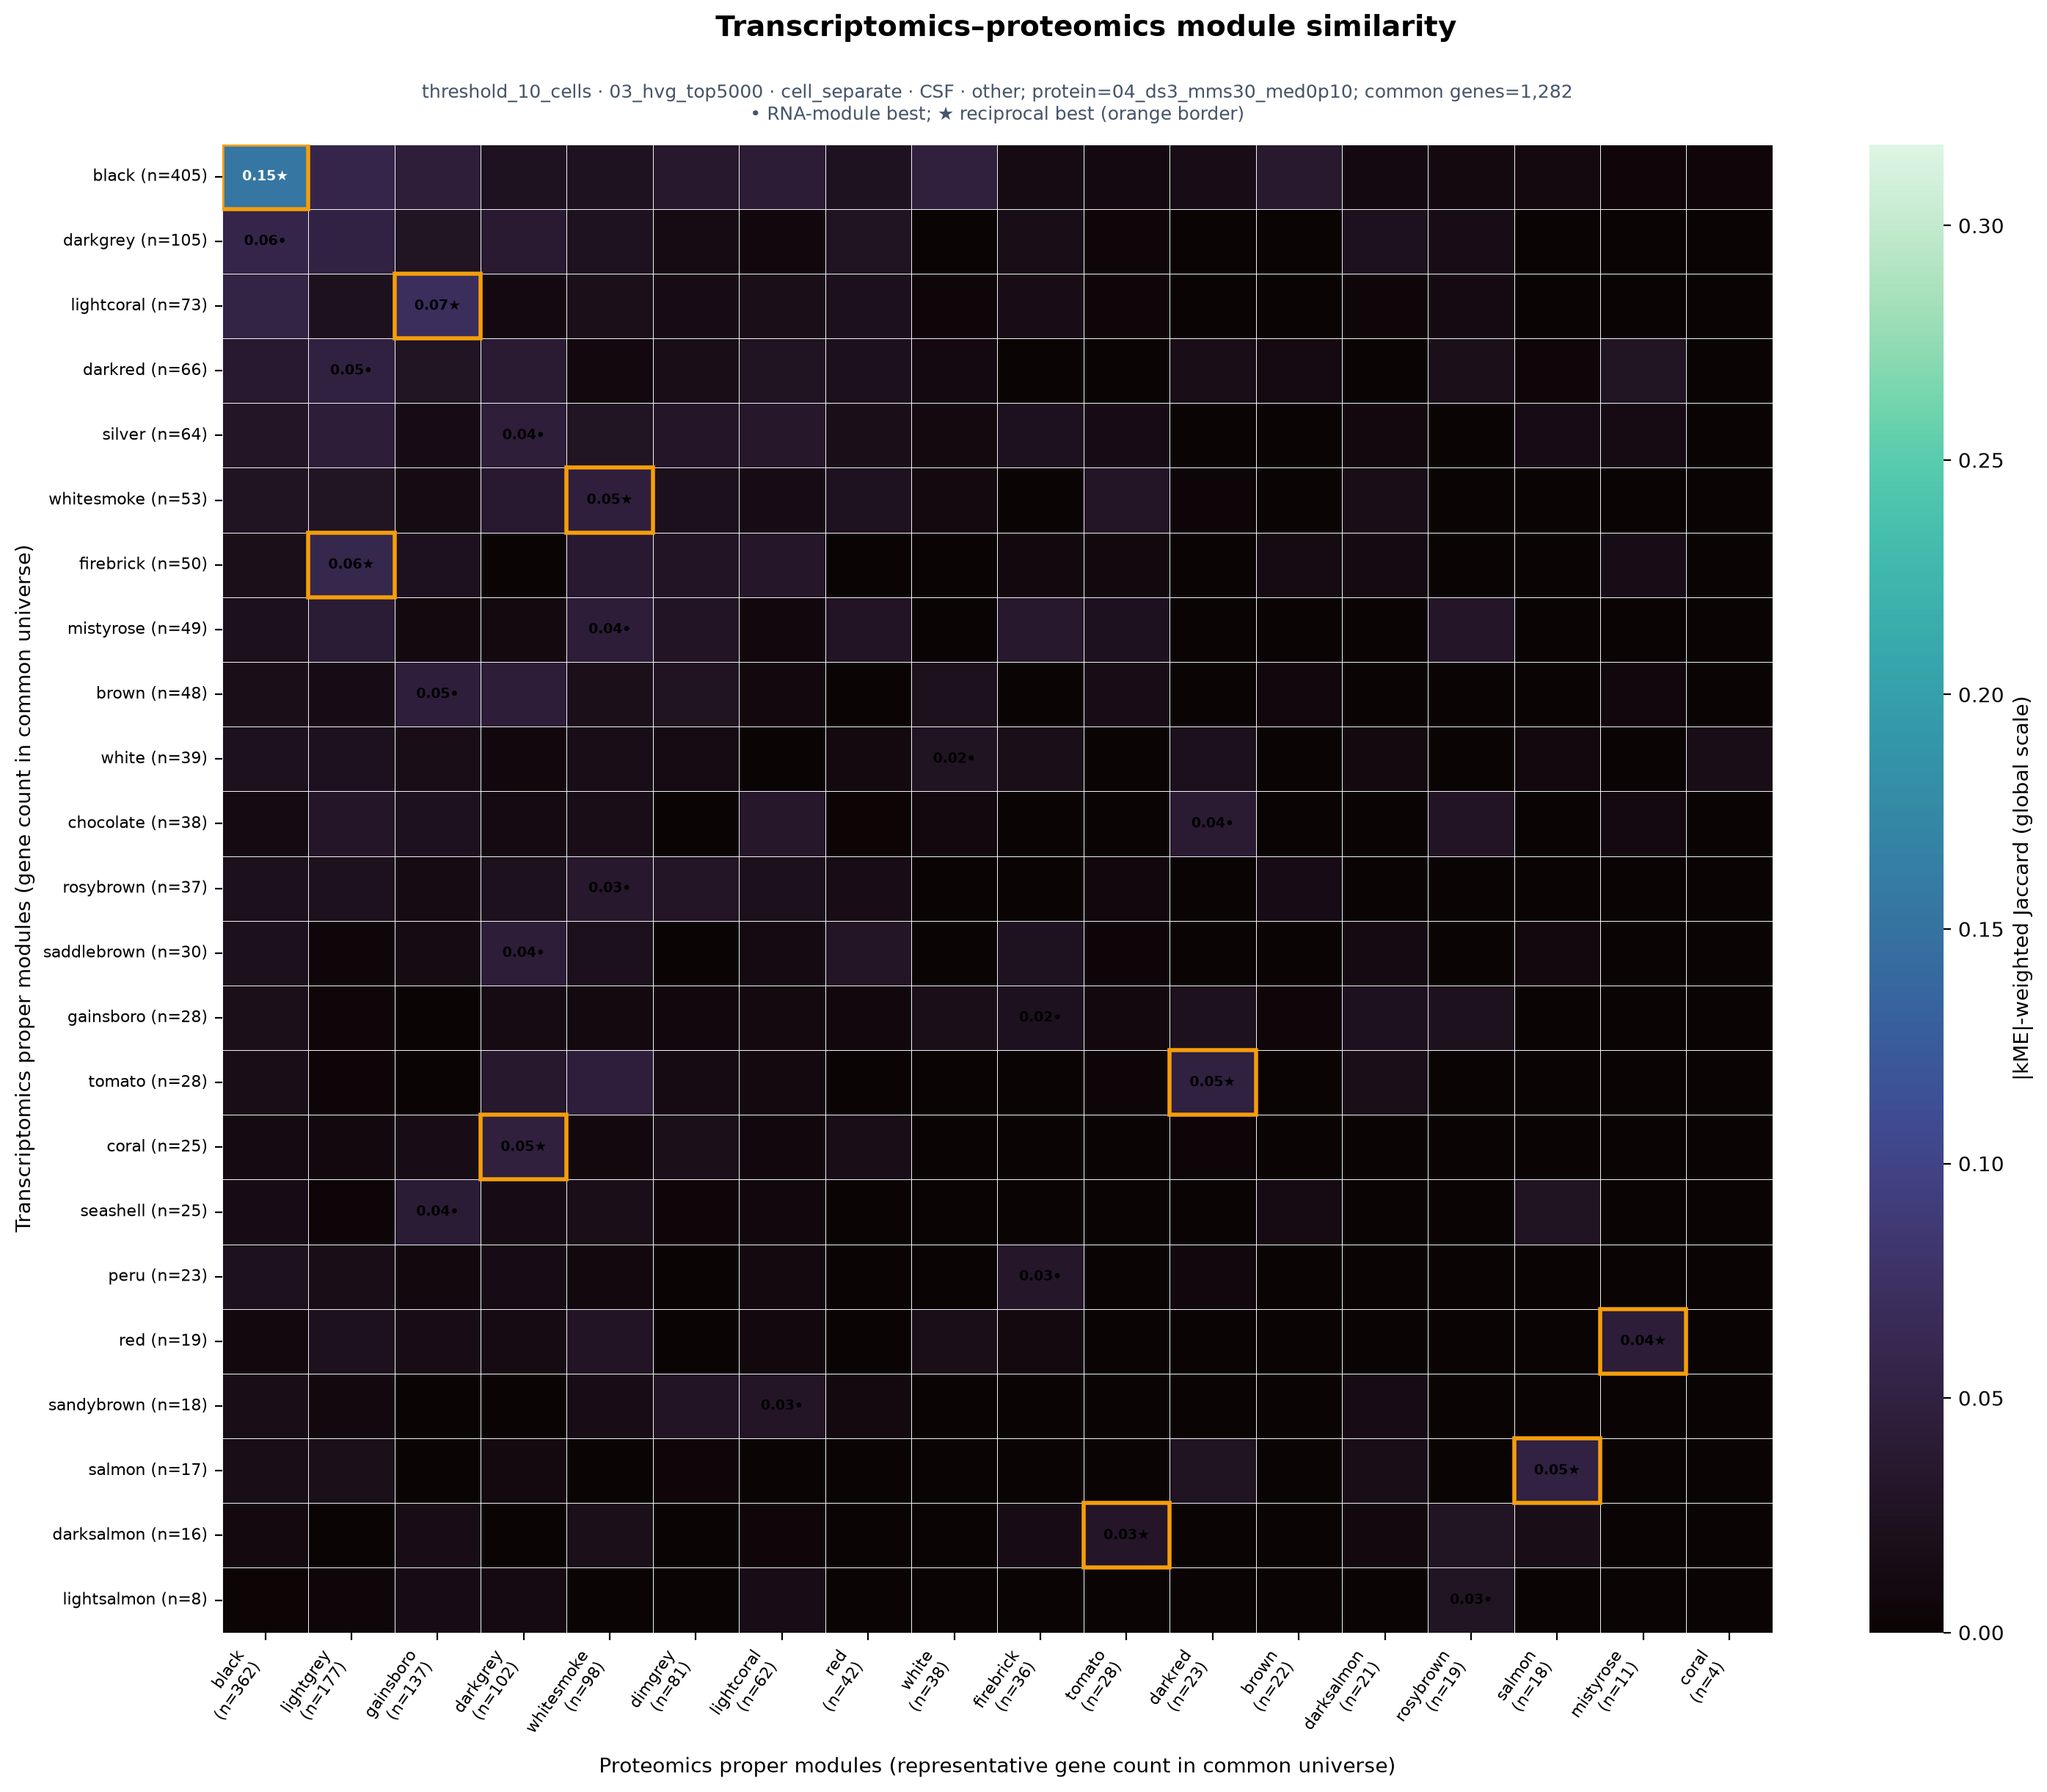 Transcriptomics–proteomics module similarity
threshold_10_cells · 03_hvg_top5000 · cell_separate · CSF · other; protein=04_ds3_mms30_med0p10; common genes=1,282
• RNA-module best; ★ reciprocal best (orange border)
Transcriptomics proper modules (gene count in common universe)
black (n=405)
0.15★
darkgrey (n=105)
0.06•
lightcoral (n=73)
0.07★
darkred (n=66)
0.05•
silver (n=64)
0.04•
whitesmoke (n=53)
0.05★
firebrick (n=50)
0.06★
mistyrose (n=49)
0.04•
brown (n=48)
0.05•
white (n=39)
0.02•
chocolate (n=38)
0.04•
rosybrown (n=37)
0.03•
saddlebrown (n=30)
0.04•
gainsboro (n=28)
0.02•
tomato (n=28)
0.05★
coral (n=25)
0.05★
seashell (n=25)
0.04•
peru (n=23)
0.03•
red (n=19)
0.04★
sandybrown (n=18)
0.03•
salmon (n=17)
0.05★
darksalmon (n=16)
0.03★
lightsalmon (n=8)
0.03•
black
(n=362)
lightgrey
(n=177)
gainsboro
(n=137)
darkgrey
(n=102)
whitesmoke
(n=98)
dimgrey
(n=81)
lightcoral
(n=62)
red
(n=42)
white
(n=38)
firebrick
(n=36)
tomato
(n=28)
darkred
(n=23)
brown
(n=22)
darksalmon
(n=21)
rosybrown
(n=19)
salmon
(n=18)
mistyrose
(n=11)
coral
(n=4)
Proteomics proper modules (representative gene count in common universe)
0.30
0.25
0.20
0.15
0.10
0.05
0.00
|kME|-weighted Jaccard (global scale)